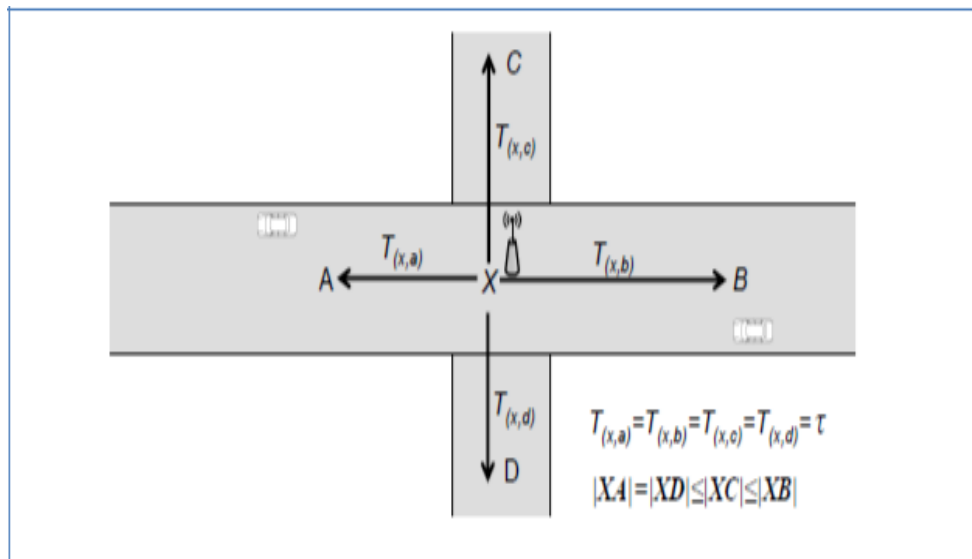 C
T(x,c)
T(x,a)
T(x,b)
A
X
B
T(x,d)
D
T(x,a)=T(x,b)=T(x,c)=T(x,d)=τ
|XA|=|XD|≤|XC|≤|XB|